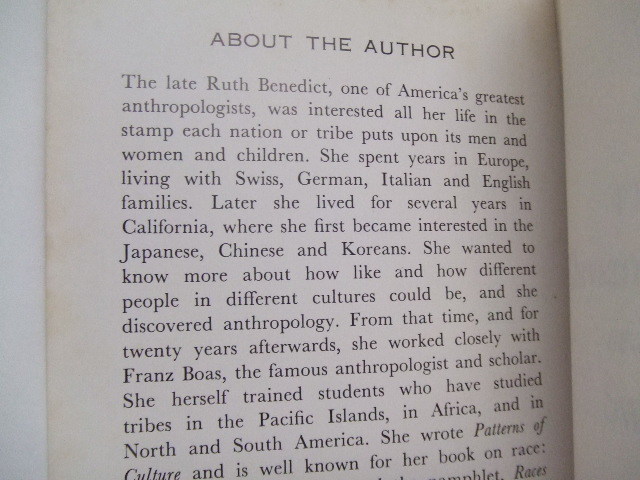 ABOUT THE AUTHOR
The late Ruth Benedict, one of America's greatest
anthropologists, was interested all her life in the
stamp each nation or tribe puts upon its men and
women and children. She spent years in Europe,
living with Swiss, German, Italian and English
families. Later she lived for several years in
California, where she first became interested in the
Japanese, Chinese and Koreans. She wanted to
know more about how like and how different
people in different cultures could be, and she
discovered anthropology. From that time, and for
twenty years afterwards, she worked closely with
Franz Boas, the famous anthropologist and scholar.
She herself trained students who have studied
tribes in the Pacific Islands, in Africa, and in
North and South America. She wrote Patterns of
Culture and is well known for her book on race:
the pamphlet, Races